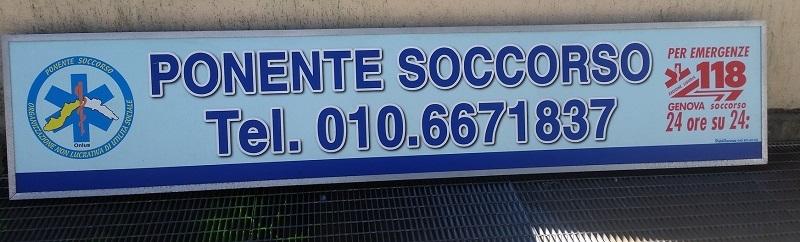 PONENTE SOCCORSO
ORGANIZZAZIONE NON LUCRATIVA DI UTILITÀ SOCIALE
Onlus
PONENTE SOCCORSO
Tel. 010.6671837
PER EMERGENZE
118
GENOVA soccorso
24 ore su 24: